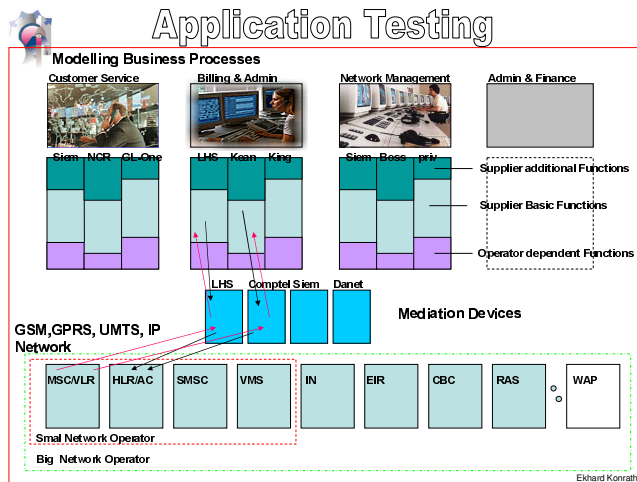 Application Testing
Modelling Business Processes
Customer Service
Billing & Admin
Network Management
Admin & Finance
Siem NCR CL-One
LHS Kean King
Siem Boss priv
Supplier additional Functions
Supplier Basic Functions
Operator dependent Functions
LHS Comptel Siem Danet
Mediation Devices
GSM,GPRS, UMTS, IP
Network
MSC/VLR HLR/AC SMSC VMS IN EIR CBC RAS WAP
Smal Network Operator
Big Network Operator
Ekhard Konrath